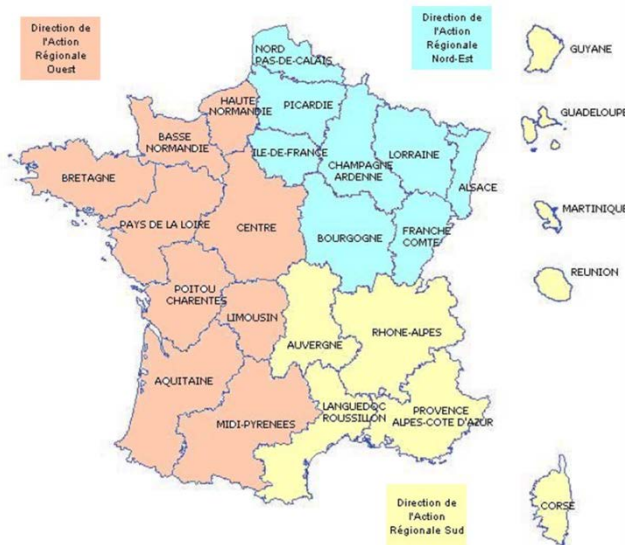 Direction de
l'Action
Régionale
Ouest
Direction de
l'Action
Régionale
Nord-Est
NORD
PAS-DE-CALAIS
GUYANE
HAUTE
NORMANDIE
PICARDIE
GUADELOUPE
BASSE
NORMANDIE
ILE-DE-FRANCE
CHAMPAGNE
ARDENNE
LORRAINE
BRETAGNE
ALSACE
MARTINIQUE
PAYS DE LA LOIRE
CENTRE
BOURGOGNE
FRANCHE
COMTE
REUNION
POITOU
CHARENTES
LIMOUSIN
AUVERGNE
RHONE-ALPES
AQUITAINE
MIDI-PYRENEES
LANGUEDOC
ROUSSILLON
PROVENCE
ALPES-COTE D'AZUR
Direction de
l'Action
Régionale Sud
CORSE